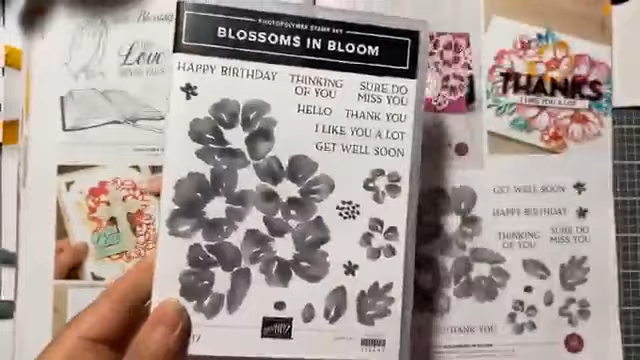 Blessing
Love
PHOTOPOLYMER STAMP SET
BLOSSOMS IN BLOOM
HAPPY BIRTHDAY
THINKING
OF YOU
SURE DO
MISS YOU
HELLO
THANK YOU
I LIKE YOU A LOT
GET WELL SOON
THANKS
I LIKE YOU A LOT
GET WELL SOON
HAPPY BIRTHDAY
THINKING
OF YOU
SURE DO
MISS YOU
THANK YOU